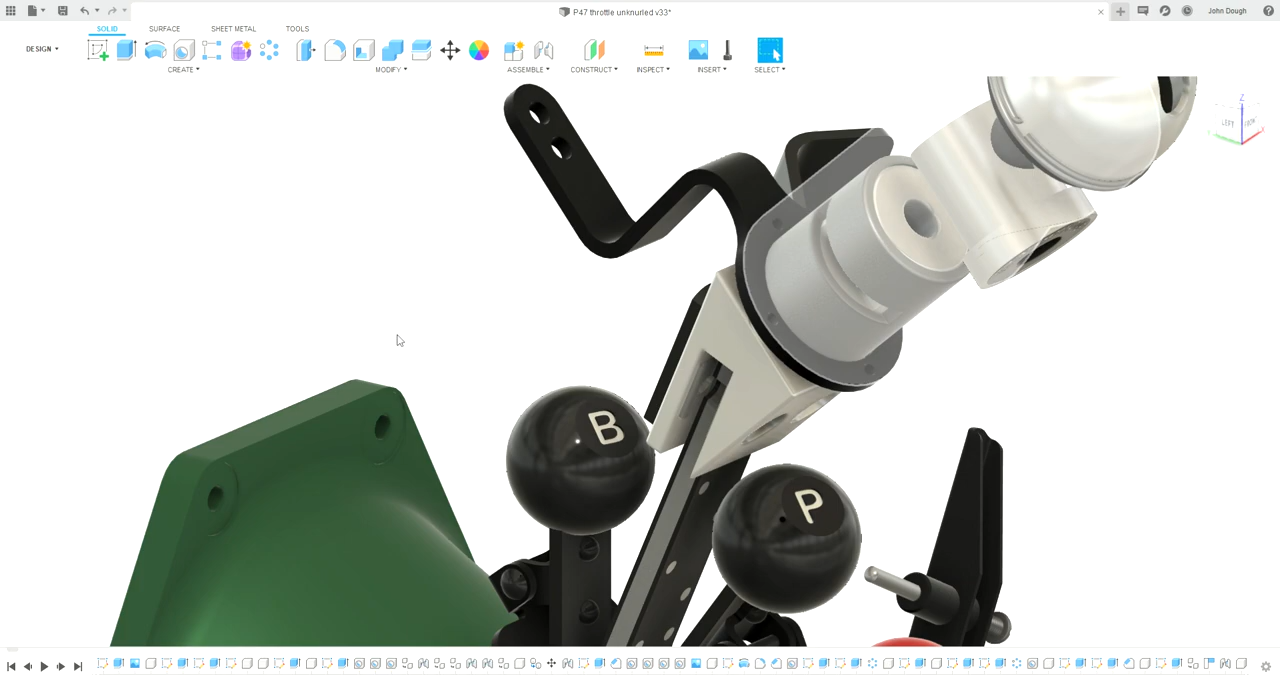 P47 throttle unknurled v33*
John Dough
SOLID SURFACE SHEET METAL TOOLS
DESIGN
CREATE MODIFY ASSEMBLE CONSTRUCT INSPECT INSERT SELECT
Z
LEFT
B
P